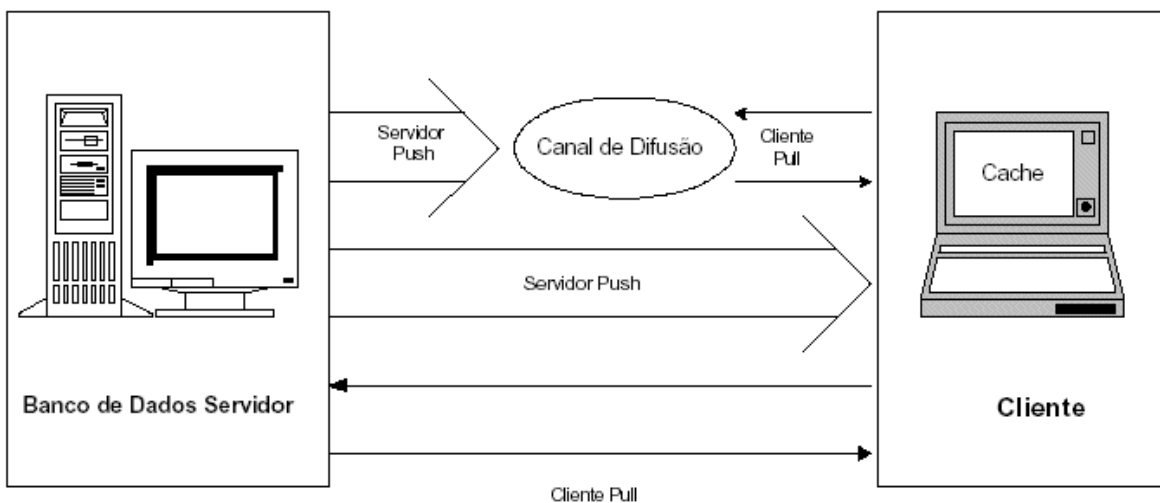 Servidor
Push
Canal de Difusão
Cliente
Pull
Cache
Servidor Push
Banco de Dados Servidor
Cliente
Cliente Pull